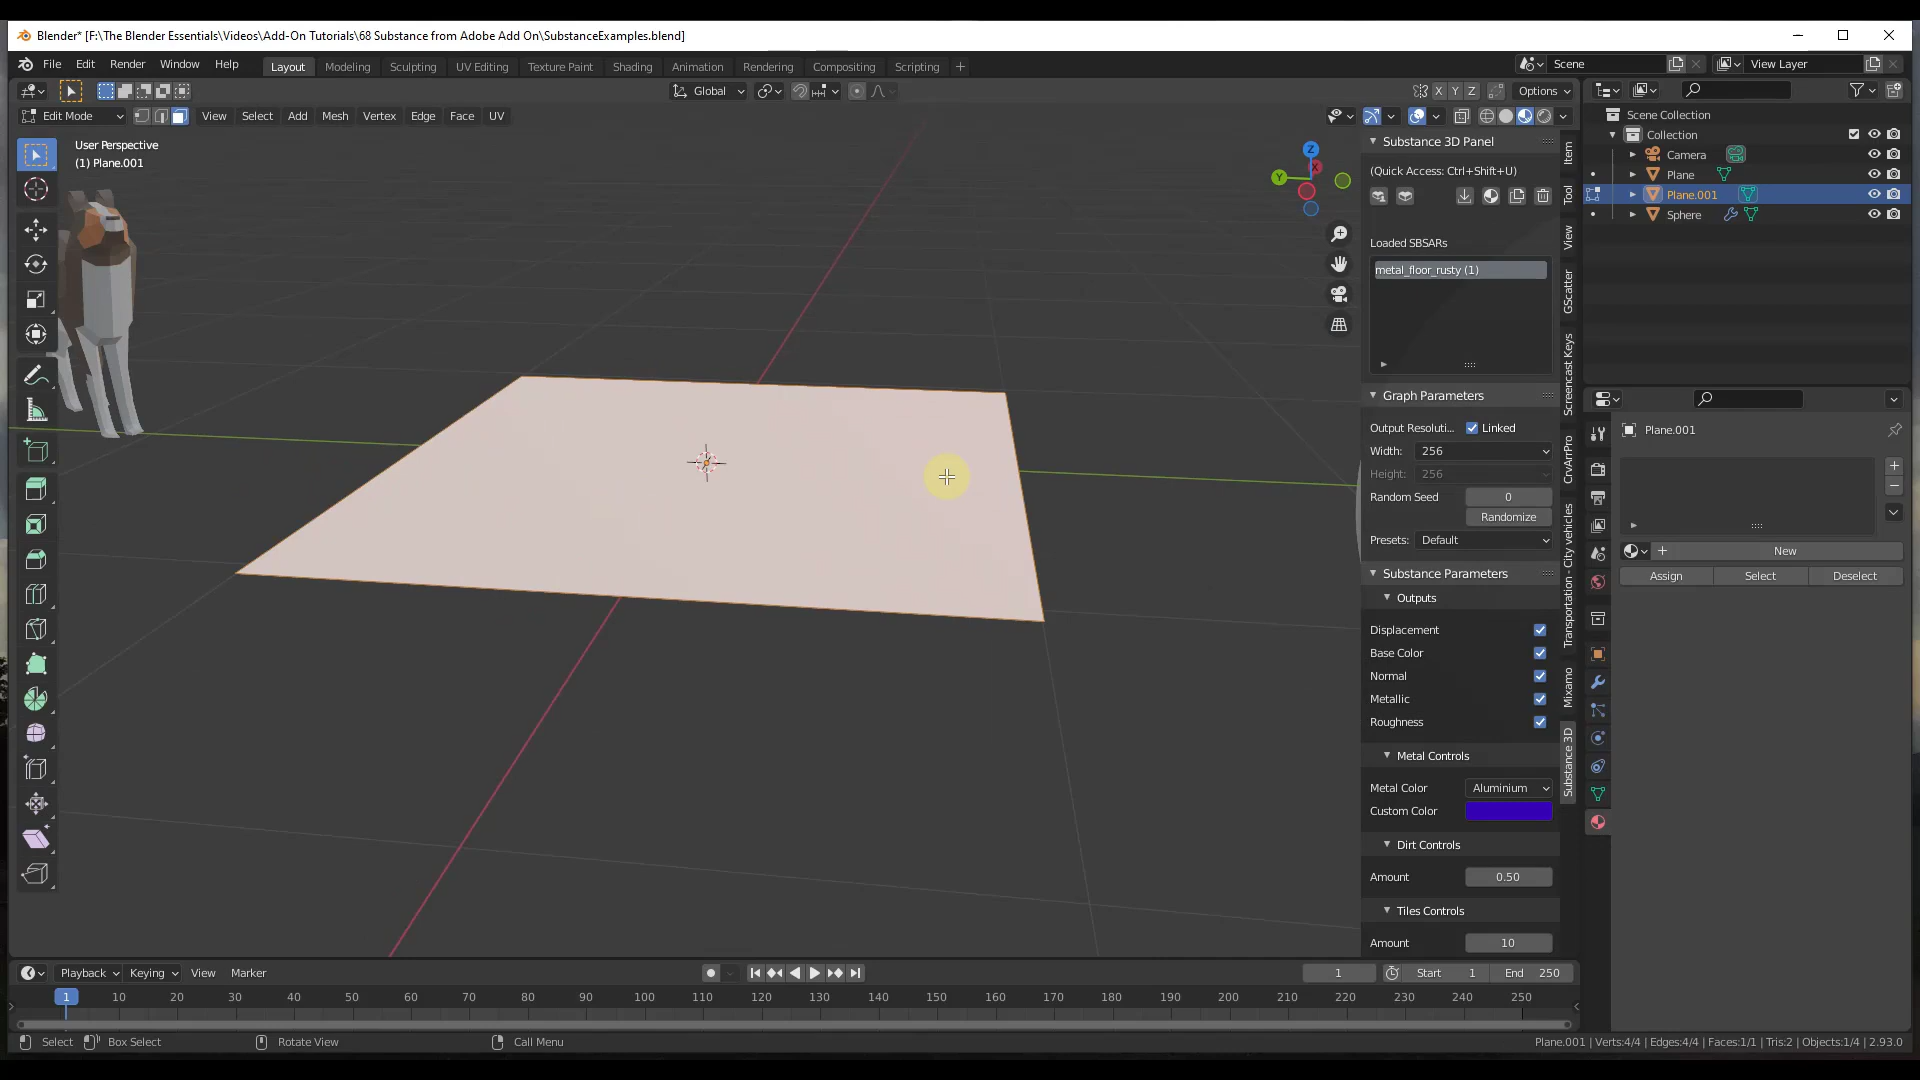 Blender* [F:\The Blender Essentials\Videos\Add-On Tutorials\68 Substance from Adobe Add On\SubstanceExamples.blend]
File Edit Render Window Help Layout Modeling Sculpting UV Editing Texture Paint Shading Animation Rendering Compositing Scripting + Scene View Layer
Global X Y Z Options
Edit Mode View Select Add Mesh Vertex Edge Face UV
User Perspective
(1) Plane.001
Z
Y
X
Substance 3D Panel
(Quick Access: Ctrl+Shift+U)
Loaded SBSARs
metal_floor_rusty (1)
Graph Parameters
Output Resoluti... Linked
Width: 256
Height: 256
Random Seed 0
Randomize
Presets: Default
Substance Parameters
Outputs
Displacement
Base Color
Normal
Metallic
Roughness
Metal Controls
Metal Color Aluminium
Custom Color
Dirt Controls
Amount 0.50
Tiles Controls
Amount 10
Item
Tool
View
GScatter
Screencast Keys
CrvArrPro
Transportation - City vehicles
Mixamo
Substance 3D
Scene Collection
Collection
Camera
Plane
Plane.001
Sphere
Plane.001
New
Assign Select Deselect
Playback Keying View Marker 1 Start 1 End 250
1 10 20 30 40 50 60 70 80 90 100 110 120 130 140 150 160 170 180 190 200 210 220 230 240 250
Select Box Select Rotate View Call Menu Plane.001 | Verts:4/4 | Edges:4/4 | Faces:1/1 | Tris:2 | Objects:1/4 | 2.93.0